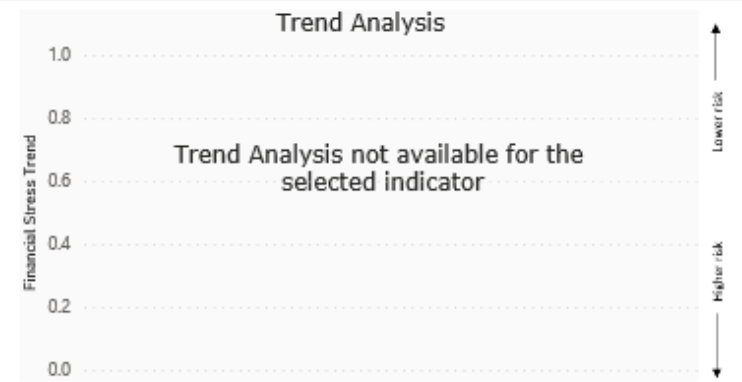 Trend Analysis
1.0
0.8
0.6
0.4
0.2
0.0
Financial Stress Trend
Trend Analysis not available for the
selected indicator
Lower risk
Higher risk